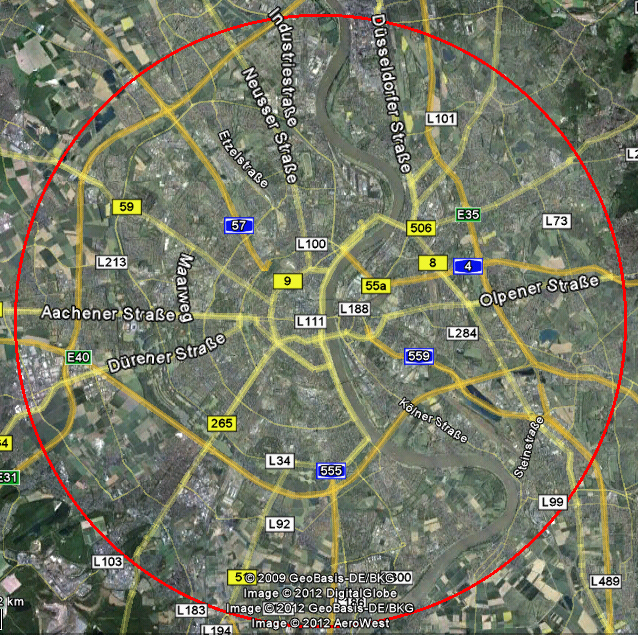 Industriestraße
Düsseldorfer Straße
Neusser Straße
L101
Erzelstraße
59
57
506
E35
L73
L100
L213
Maarweg
9
8
4
55a
Olpener Straße
Aachener Straße
L111
L188
L284
Dürener Straße
E40
559
Kölner Straße
265
Steinstraße
L34
555
E31
L92
L99
L103
© 2009 GeoBasis-DE/BKG
L489
Image © 2012 DigitalGlobe
L183
Image © 2012 GeoBasis-DE/BKG
L194
Image © 2012 AeroWest
km